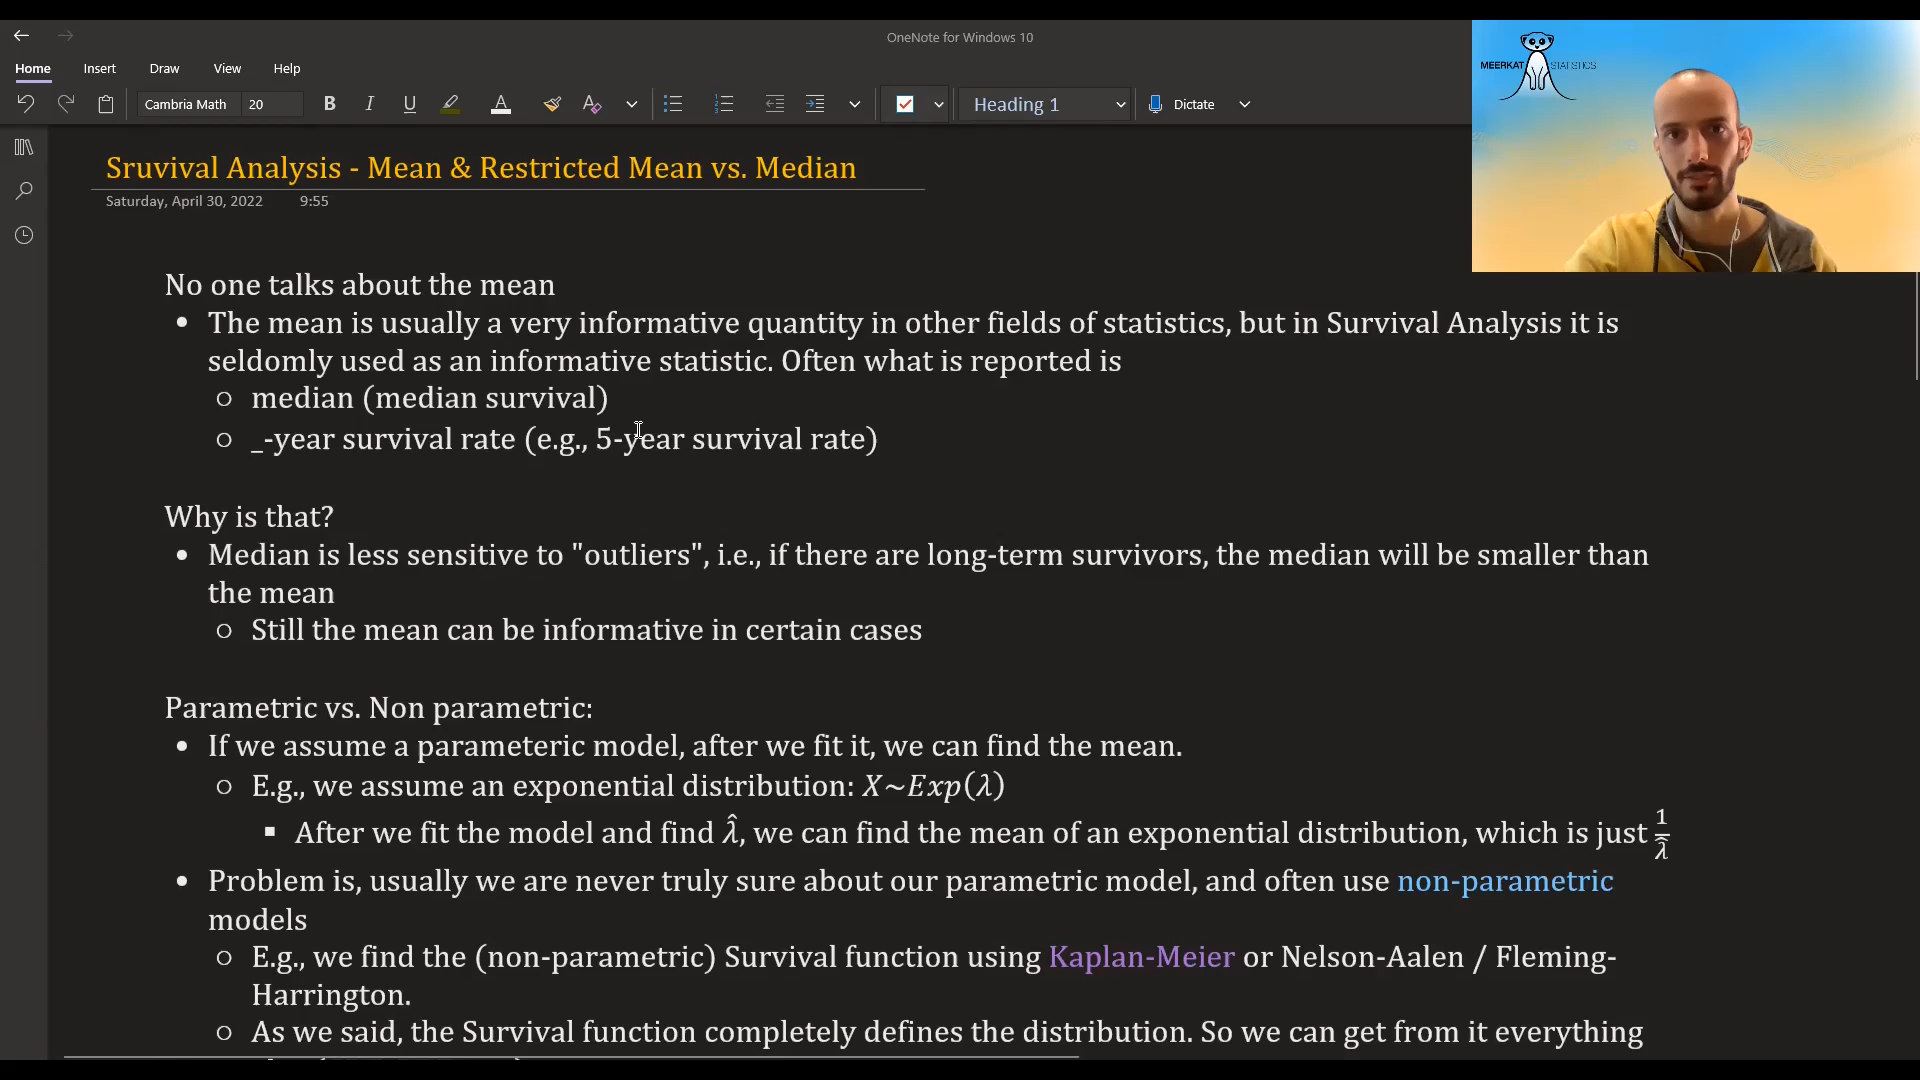 OneNote for Windows 10
Home Insert Draw View Help
Cambria Math 20 B I U A A Heading 1 Dictate
MEERKAT STATISTICS
Sruvival Analysis - Mean & Restricted Mean vs. Median
Saturday, April 30, 2022 9:55
No one talks about the mean
• The mean is usually a very informative quantity in other fields of statistics, but in Survival Analysis it is
seldomly used as an informative statistic. Often what is reported is
○ median (median survival)
○ _-year survival rate (e.g., 5-year survival rate)
Why is that?
• Median is less sensitive to "outliers", i.e., if there are long-term survivors, the median will be smaller than
the mean
○ Still the mean can be informative in certain cases
Parametric vs. Non parametric:
• If we assume a parameteric model, after we fit it, we can find the mean.
○ E.g., we assume an exponential distribution: X~Exp(λ)
▪ After we fit the model and find λ̂, we can find the mean of an exponential distribution, which is just 1/λ̂
• Problem is, usually we are never truly sure about our parametric model, and often use non-parametric
models
○ E.g., we find the (non-parametric) Survival function using Kaplan-Meier or Nelson-Aalen / Fleming-
Harrington.
○ As we said, the Survival function completely defines the distribution. So we can get from it everything